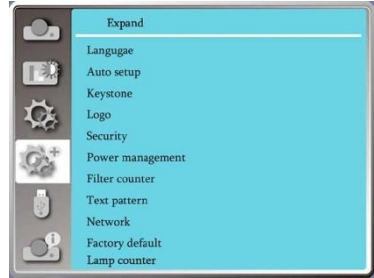 Expand
Langugae
Auto setup
Keystone
Logo
Security
Power management
Filter counter
Text pattern
Network
Factory default
Lamp counter